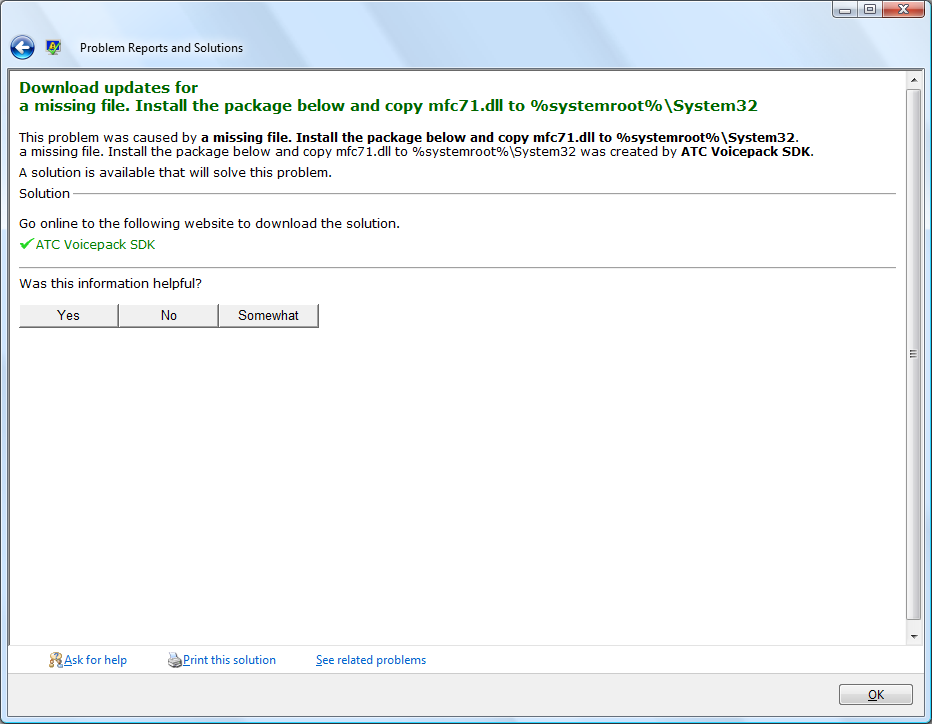 Problem Reports and Solutions
Download updates for
a missing file. Install the package below and copy mfc71.dll to %systemroot%\System32
This problem was caused by a missing file. Install the package below and copy mfc71.dll to %systemroot%\System32.
a missing file. Install the package below and copy mfc71.dll to %systemroot%\System32 was created by ATC Voicepack SDK.
A solution is available that will solve this problem.
Solution
Go online to the following website to download the solution.
ATC Voicepack SDK
Was this information helpful?
Yes No Somewhat
Ask for help Print this solution See related problems
OK